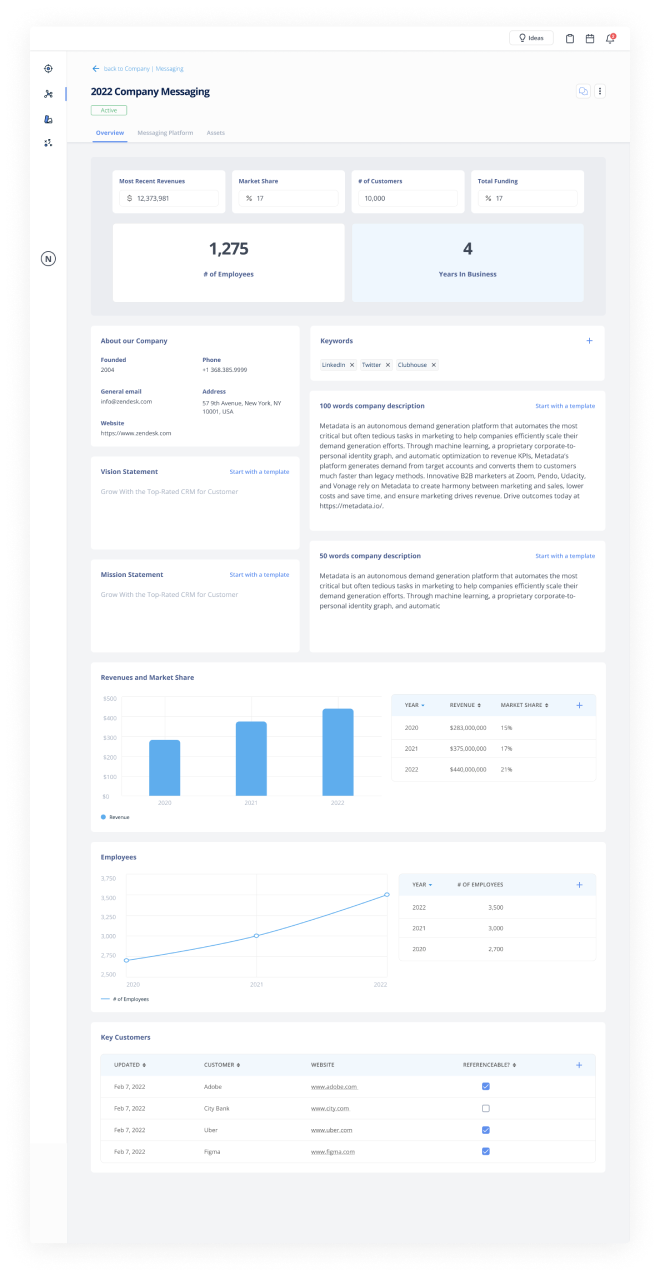 Ideas
2
back to Company | Messaging
2022 Company Messaging
Active
Overview Messaging Platform Assets
N
Most Recent Revenues Market Share # of Customers Total Funding
$ 12,373,981 % 17 10,000 % 17
1,275 4
# of Employees Years In Business
About our Company
Founded Phone
2004 +1 368.385.9999
General email Address
info@zendesk.com 57 9th Avenue, New York, NY
10001, USA
Website
https://www.zendesk.com
Keywords +
LinkedIn × Twitter × Clubhouse ×
100 words company description Start with a template
Metadata is an autonomous demand generation platform that automates the most
critical but often tedious tasks in marketing to help companies efficiently scale their
demand generation efforts. Through machine learning, a proprietary corporate-to-
personal identity graph, and automatic optimization to revenue KPIs, Metadata's
platform generates demand from target accounts and converts them to customers
much faster than legacy methods. Innovative B2B marketers at Zoom, Pendo, Udacity,
and Vonage rely on Metadata to create harmony between marketing and sales, lower
costs and save time, and ensure marketing drives revenue. Drive outcomes today at
https://metadata.io/.
Vision Statement Start with a template
Grow With the Top-Rated CRM for Customer
50 words company description Start with a template
Metadata is an autonomous demand generation platform that automates the most
critical but often tedious tasks in marketing to help companies efficiently scale their
demand generation efforts. Through machine learning, a proprietary corporate-to-
personal identity graph, and automatic
Mission Statement Start with a template
Grow With the Top-Rated CRM for Customer
Revenues and Market Share
$500
$400
$300
$200
$100
$0
2020 2021 2022
Revenue
YEAR REVENUE MARKET SHARE +
2020 $283,000,000 15%
2021 $375,000,000 17%
2022 $440,000,000 21%
Employees
3,750
3,500
3,250
3,000
2,750
2,500
2020 2021 2022
# of Employees
YEAR # OF EMPLOYEES +
2022 3,500
2021 3,000
2020 2,700
Key Customers
UPDATED CUSTOMER WEBSITE REFERENCEABLE? +
Feb 7, 2022 Adobe www.adobe.com
Feb 7, 2022 City Bank www.city.com
Feb 7, 2022 Uber www.uber.com
Feb 7, 2022 Figma www.figma.com